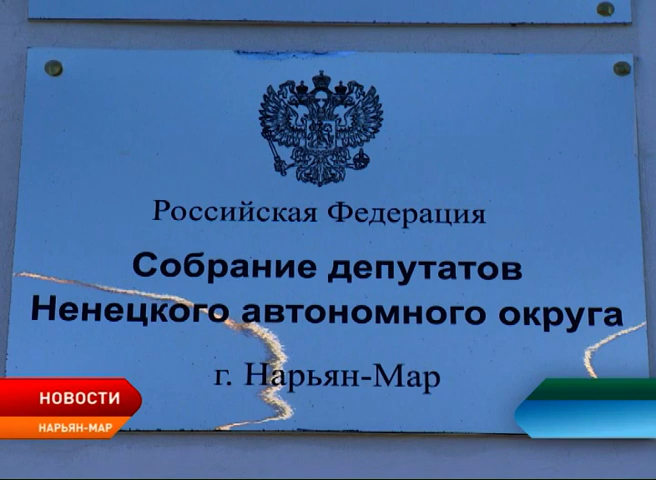 Российская Федерация
Собрание депутатов
Ненецкого автономного округа
г. Нарьян-Мар
НОВОСТИ
НАРЬЯН-МАР